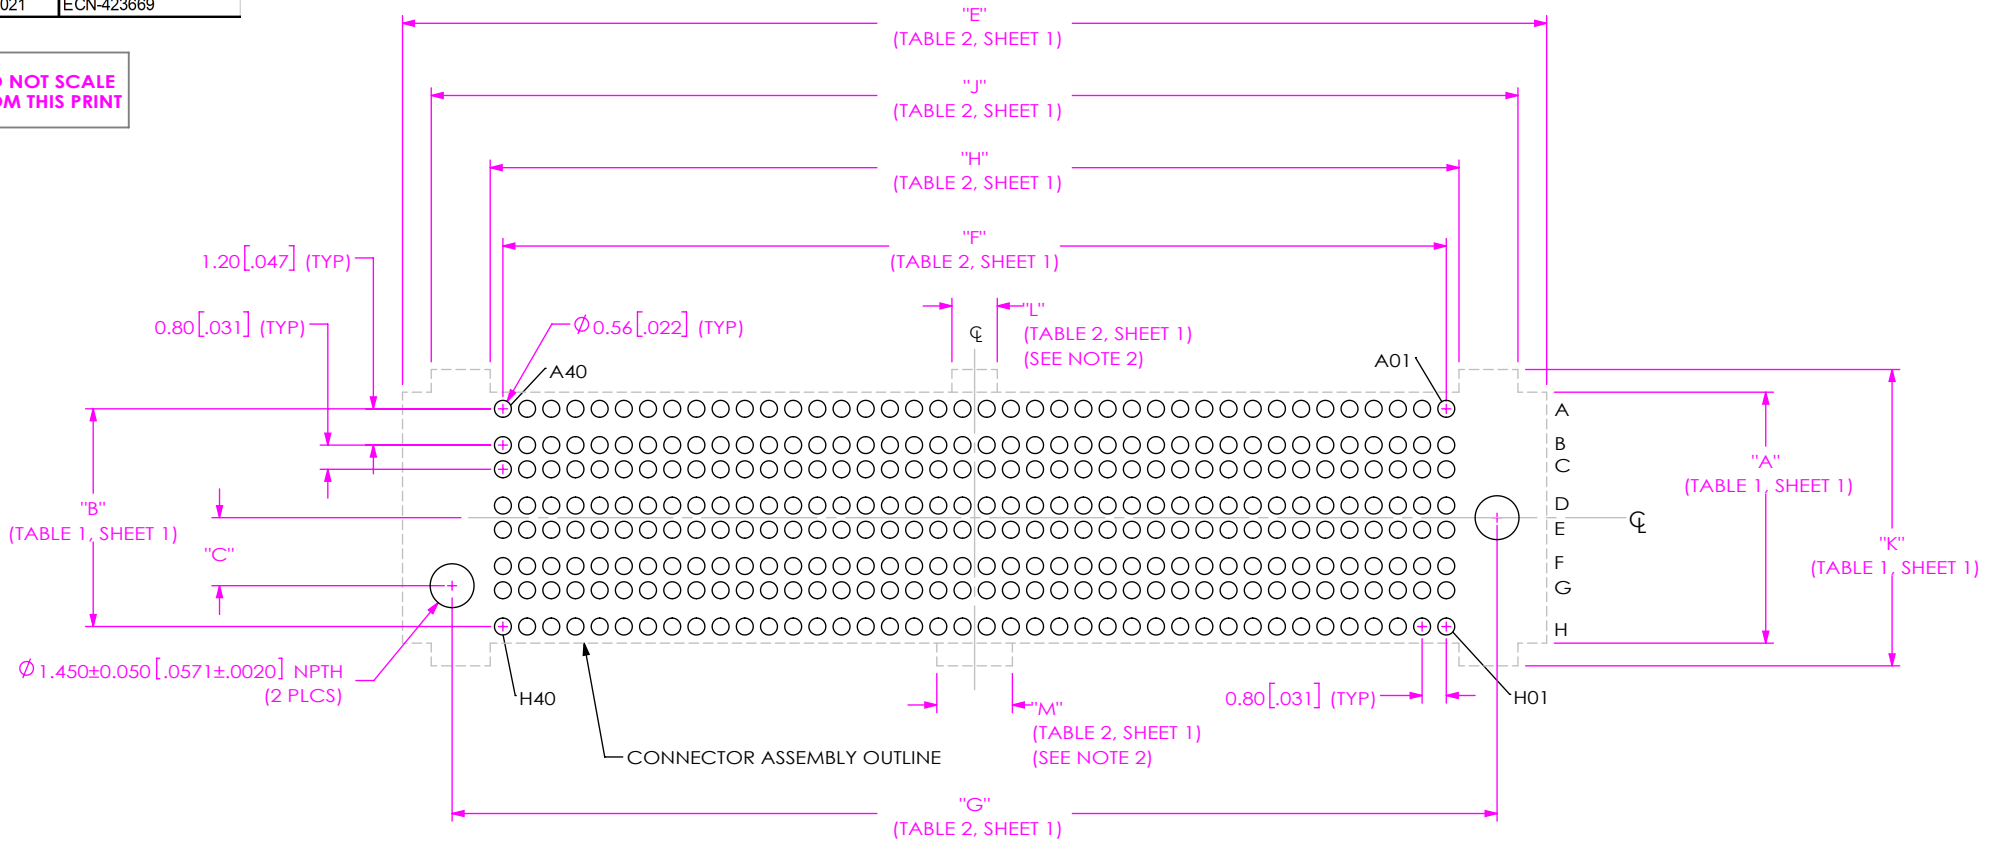 021 ECN-423669
NOT SCALE
THIS PRINT
"E"
(TABLE 2, SHEET 1)
"J"
(TABLE 2, SHEET 1)
"H"
(TABLE 2, SHEET 1)
"F"
(TABLE 2, SHEET 1)
1.20[.047] (TYP)
0.80[.031] (TYP)
Ø0.56[.022] (TYP)
"L"
(TABLE 2, SHEET 1)
(SEE NOTE 2)
℄
A40
A01
A
B
C
D
E
F
G
H
℄
"A"
(TABLE 1, SHEET 1)
"K"
(TABLE 1, SHEET 1)
"B"
(TABLE 1, SHEET 1)
"C"
Ø1.450±0.050[.0571±.0020] NPTH
(2 PLCS)
H40
H01
0.80[.031] (TYP)
"M"
(TABLE 2, SHEET 1)
(SEE NOTE 2)
CONNECTOR ASSEMBLY OUTLINE
"G"
(TABLE 2, SHEET 1)